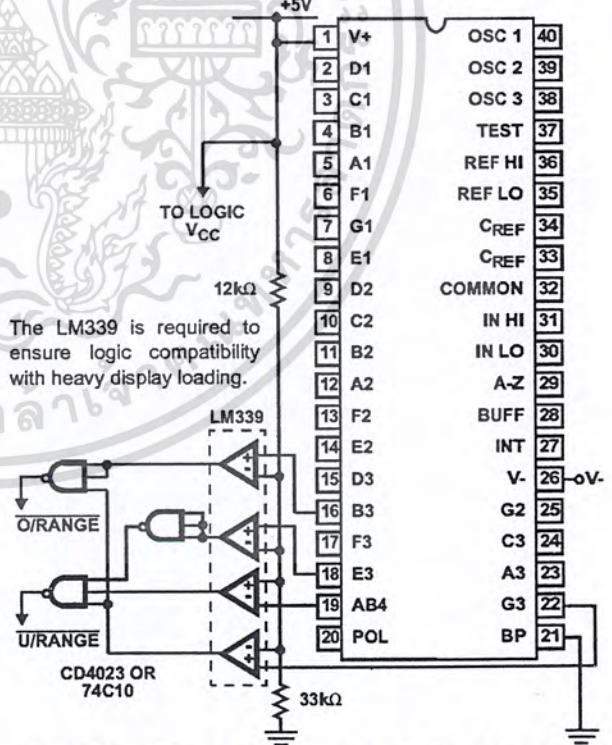 +5V
1 V+ OSC 1 40
2 D1 OSC 2 39
3 C1 OSC 3 38
4 B1 TEST 37
5 A1 REF HI 36
6 F1 REF LO 35
7 G1 CREF 34
8 E1 CREF 33
9 D2 COMMON 32
10 C2 IN HI 31
11 B2 IN LO 30
12 A2 A-Z 29
13 F2 BUFF 28
14 E2 INT 27
15 D3 V- 26 V-
16 B3 G2 25
17 F3 C3 24
18 E3 A3 23
19 AB4 G3 22
20 POL BP 21
TO LOGIC
VCC
12kΩ
The LM339 is required to
ensure logic compatibility
with heavy display loading.
LM339
+
-
+
-
+
-
+
-
O/RANGE
U/RANGE
CD4023 OR
74C10
33kΩ